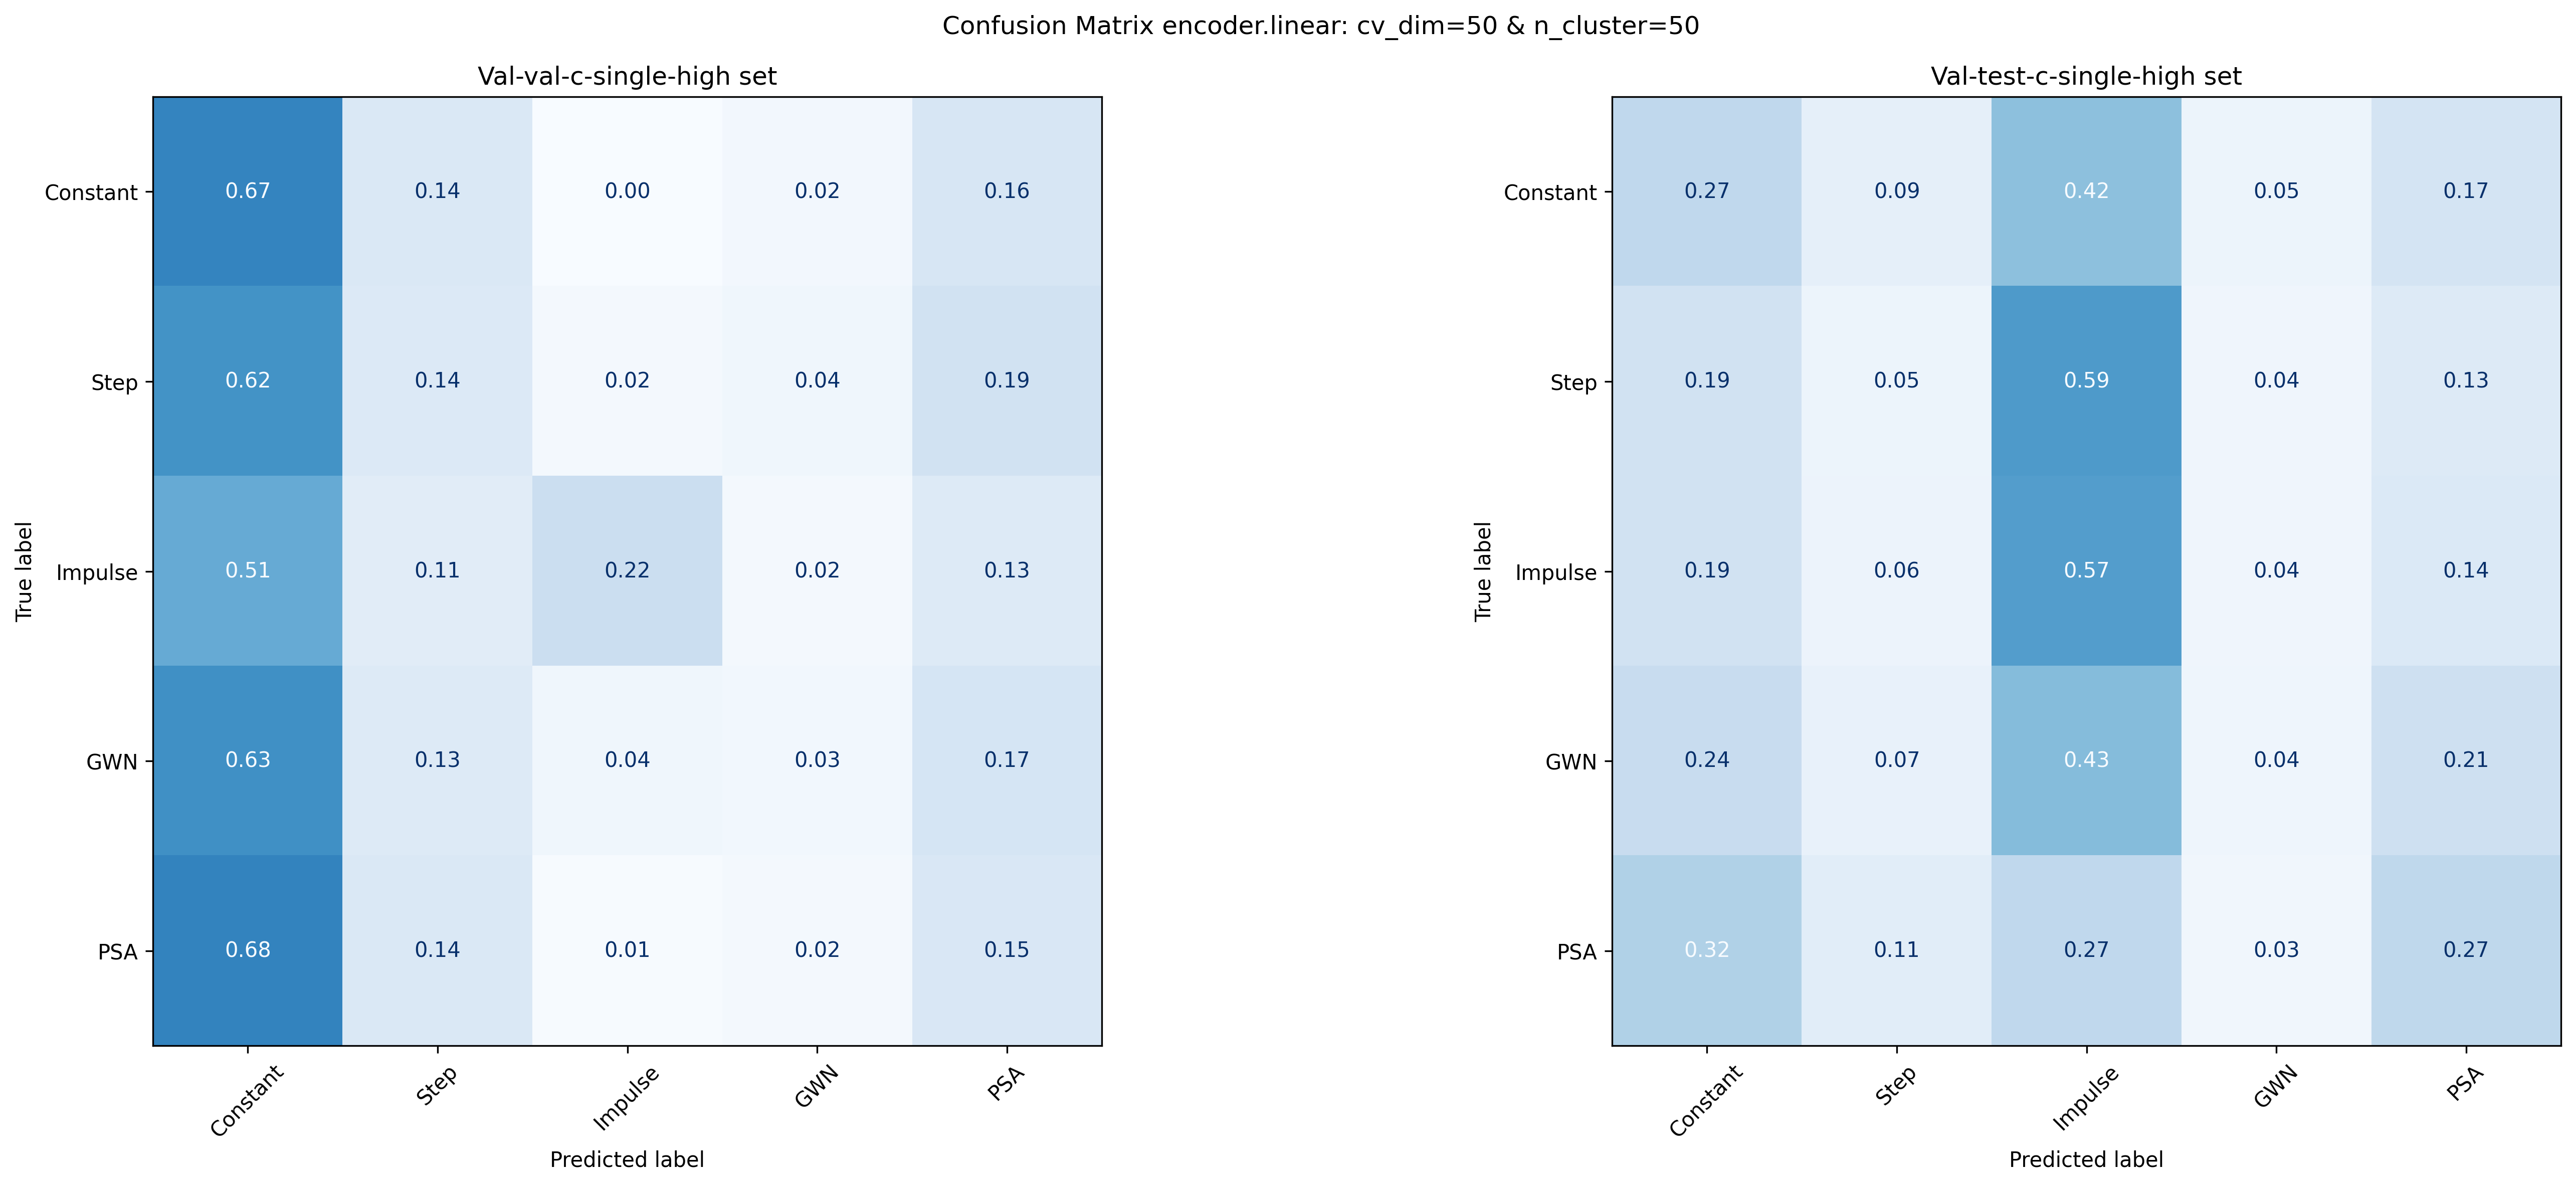 Confusion Matrix encoder.linear: cv_dim=50 & n_cluster=50
Val-val-c-single-high set
True label
Constant 0.67 0.14 0.00 0.02 0.16
Step 0.62 0.14 0.02 0.04 0.19
Impulse 0.51 0.11 0.22 0.02 0.13
GWN 0.63 0.13 0.04 0.03 0.17
PSA 0.68 0.14 0.01 0.02 0.15
Constant Step Impulse GWN PSA
Predicted label
Val-test-c-single-high set
True label
Constant 0.27 0.09 0.42 0.05 0.17
Step 0.19 0.05 0.59 0.04 0.13
Impulse 0.19 0.06 0.57 0.04 0.14
GWN 0.24 0.07 0.43 0.04 0.21
PSA 0.32 0.11 0.27 0.03 0.27
Constant Step Impulse GWN PSA
Predicted label